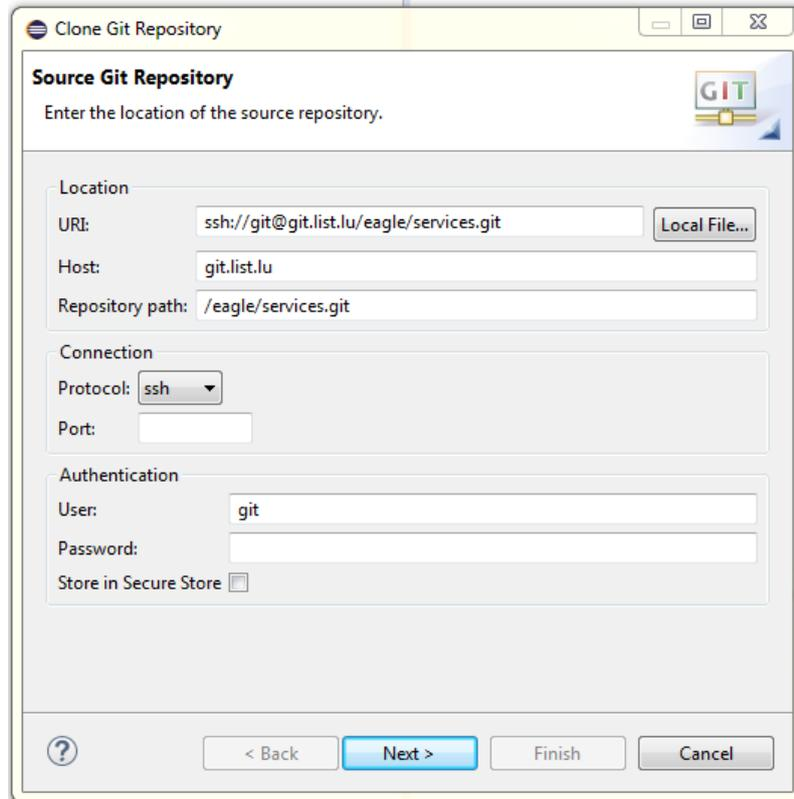 Clone Git Repository
Source Git Repository
Enter the location of the source repository.
GIT
Location
URI: ssh://git@git.list.lu/eagle/services.git Local File...
Host: git.list.lu
Repository path: /eagle/services.git
Connection
Protocol: ssh
Port:
Authentication
User: git
Password:
Store in Secure Store
? < Back Next > Finish Cancel